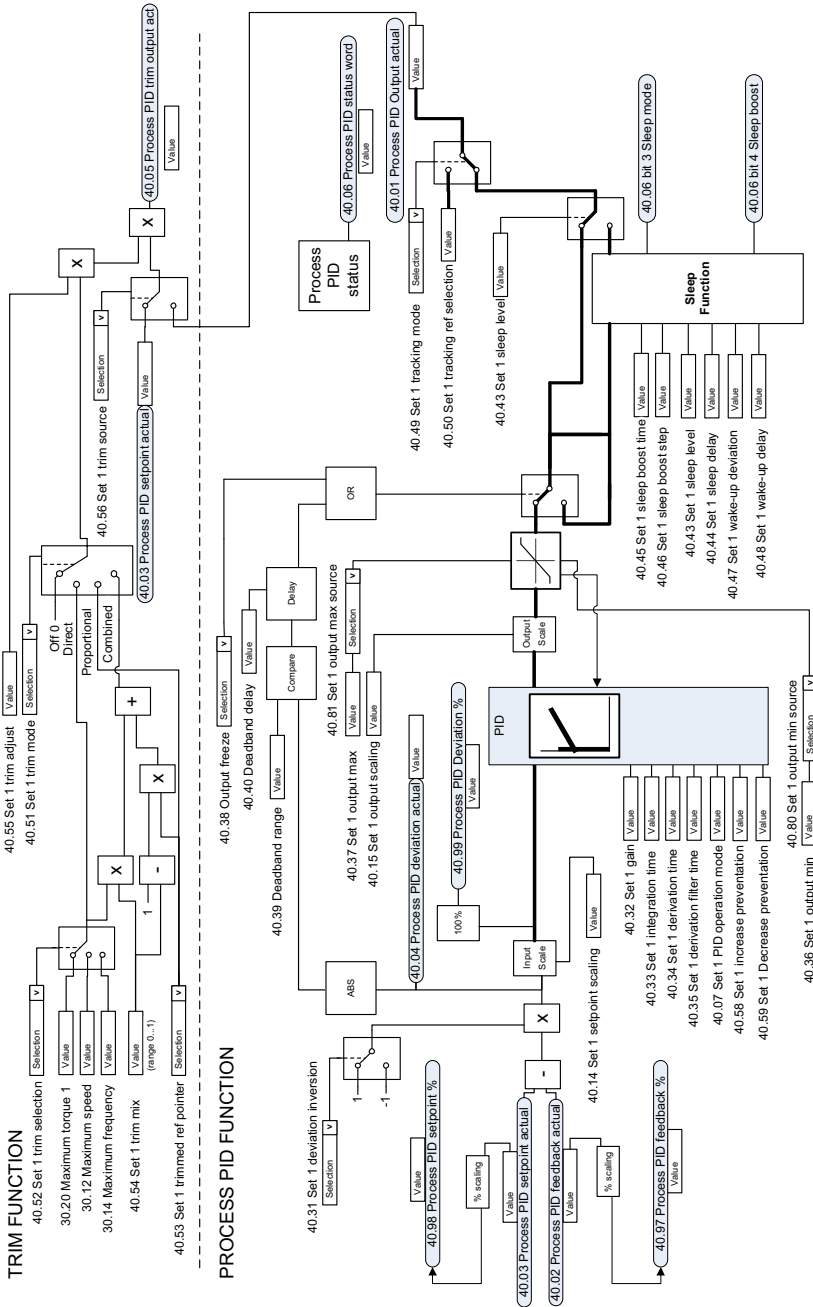 TRIM FUNCTION
40.52 Set 1 trim selection
Selection
v
30.20 Maximum torque 1
Value
30.12 Maximum speed
Value
30.14 Maximum frequency
Value
40.54 Set 1 trim mix
Value
(range 0...1)
40.53 Set 1 trimmed ref pointer
Selection
v
1
-
X
X
+
40.55 Set 1 trim adjust
Value
40.51 Set 1 trim mode
Selection
v
Off 0
Direct
Proportional
Combined
40.56 Set 1 trim source
Selection
v
40.03 Process PID setpoint actual
Value
X
X
40.05 Process PID trim output act
Value
PROCESS PID FUNCTION
40.31 Set 1 deviation inversion
Selection
v
1
-1
40.98 Process PID setpoint %
Value
% scaling
40.03 Process PID setpoint actual
Value
40.02 Process PID feedback actual
Value
% scaling
40.97 Process PID feedback %
Value
-
X
40.14 Set 1 setpoint scaling
Value
ABS
40.04 Process PID deviation actual
Value
Input
Scale
100%
40.99 Process PID Deviation %
Value
40.38 Output freeze
Selection
v
40.40 Deadband delay
Value
40.39 Deadband range
Value
Compare
Delay
OR
40.81 Set 1 output max source
40.37 Set 1 output max
Value
Selection
v
40.15 Set 1 output scaling
Value
PID
Output
Scale
40.32 Set 1 gain
Value
40.33 Set 1 integration time
Value
40.34 Set 1 derivation time
Value
40.35 Set 1 derivation filter time
Value
40.07 Set 1 PID operation mode
Value
40.58 Set 1 increase preventation
Value
40.59 Set 1 Decrease preventation
Value
40.80 Set 1 output min source
40.36 Set 1 output min
Value
Selection
v
Process
PID
status
40.06 Process PID status word
Value
40.01 Process PID Output actual
Value
40.49 Set 1 tracking mode
Selection
v
40.50 Set 1 tracking ref selection
Value
40.43 Set 1 sleep level
Value
40.45 Set 1 sleep boost time
Value
40.46 Set 1 sleep boost step
Value
40.43 Set 1 sleep level
Value
40.44 Set 1 sleep delay
Value
40.47 Set 1 wake-up deviation
Value
40.48 Set 1 wake-up delay
Value
Sleep
Function
40.06 bit 3 Sleep mode
40.06 bit 4 Sleep boost